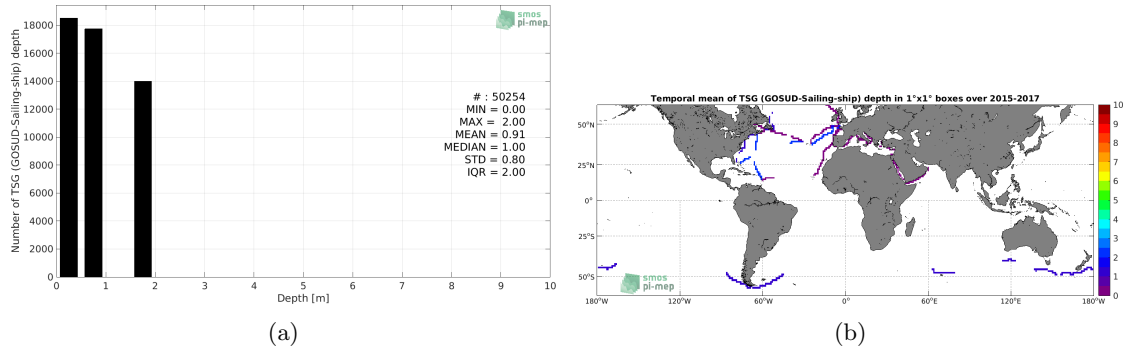 18000
16000
14000
12000
10000
8000
6000
4000
2000
0
Number of TSG (GOSUD-Sailing-ship) depth
smos
pi-mep
# : 50254
MIN = 0.00
MAX = 2.00
MEAN = 0.91
MEDIAN = 1.00
STD = 0.80
IQR = 2.00
0 1 2 3 4 5 6 7 8 9 10
Depth [m]
(a)
Temporal mean of TSG (GOSUD-Sailing-ship) depth in 1°x1° boxes over 2015-2017
50°N
25°N
0°
25°S
50°S
smos
pi-mep
180°W 120°W 60°W 0° 60°E 120°E 180°W
10
9
8
7
6
5
4
3
2
1
0
(b)